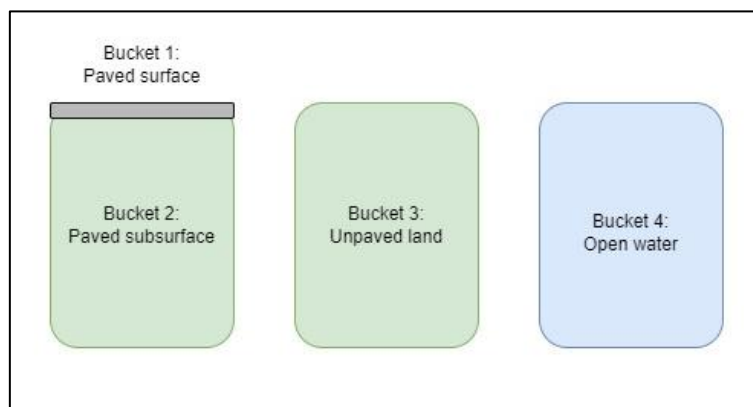 Bucket 1:
Paved surface
Bucket 2:
Paved subsurface
Bucket 3:
Unpaved land
Bucket 4:
Open water